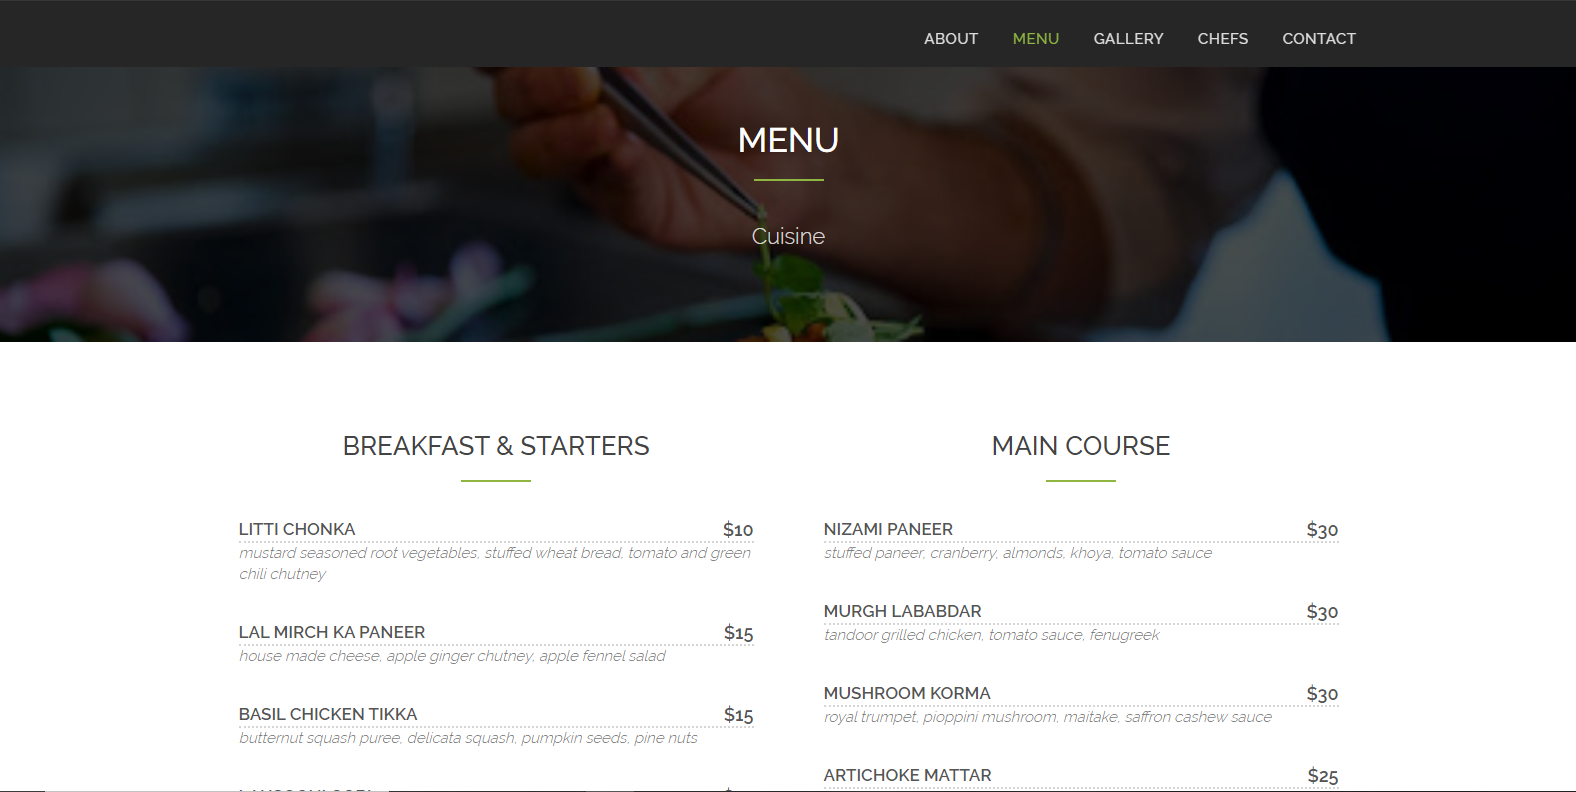 ABOUT MENU GALLERY CHEFS CONTACT
MENU
Cuisine
BREAKFAST & STARTERS
LITTI CHONKA $10
mustard seasoned root vegetables, stuffed wheat bread, tomato and green
chili chutney
LAL MIRCH KA PANEER $15
house made cheese, apple ginger chutney, apple fennel salad
BASIL CHICKEN TIKKA $15
butternut squash puree, delicata squash, pumpkin seeds, pine nuts
MAIN COURSE
NIZAMI PANEER $30
stuffed paneer, cranberry, almonds, khoya, tomato sauce
MURGH LABABDAR $30
tandoor grilled chicken, tomato sauce, fenugreek
MUSHROOM KORMA $30
royal trumpet, pioppini mushroom, maitake, saffron cashew sauce
ARTICHOKE MATTAR $25